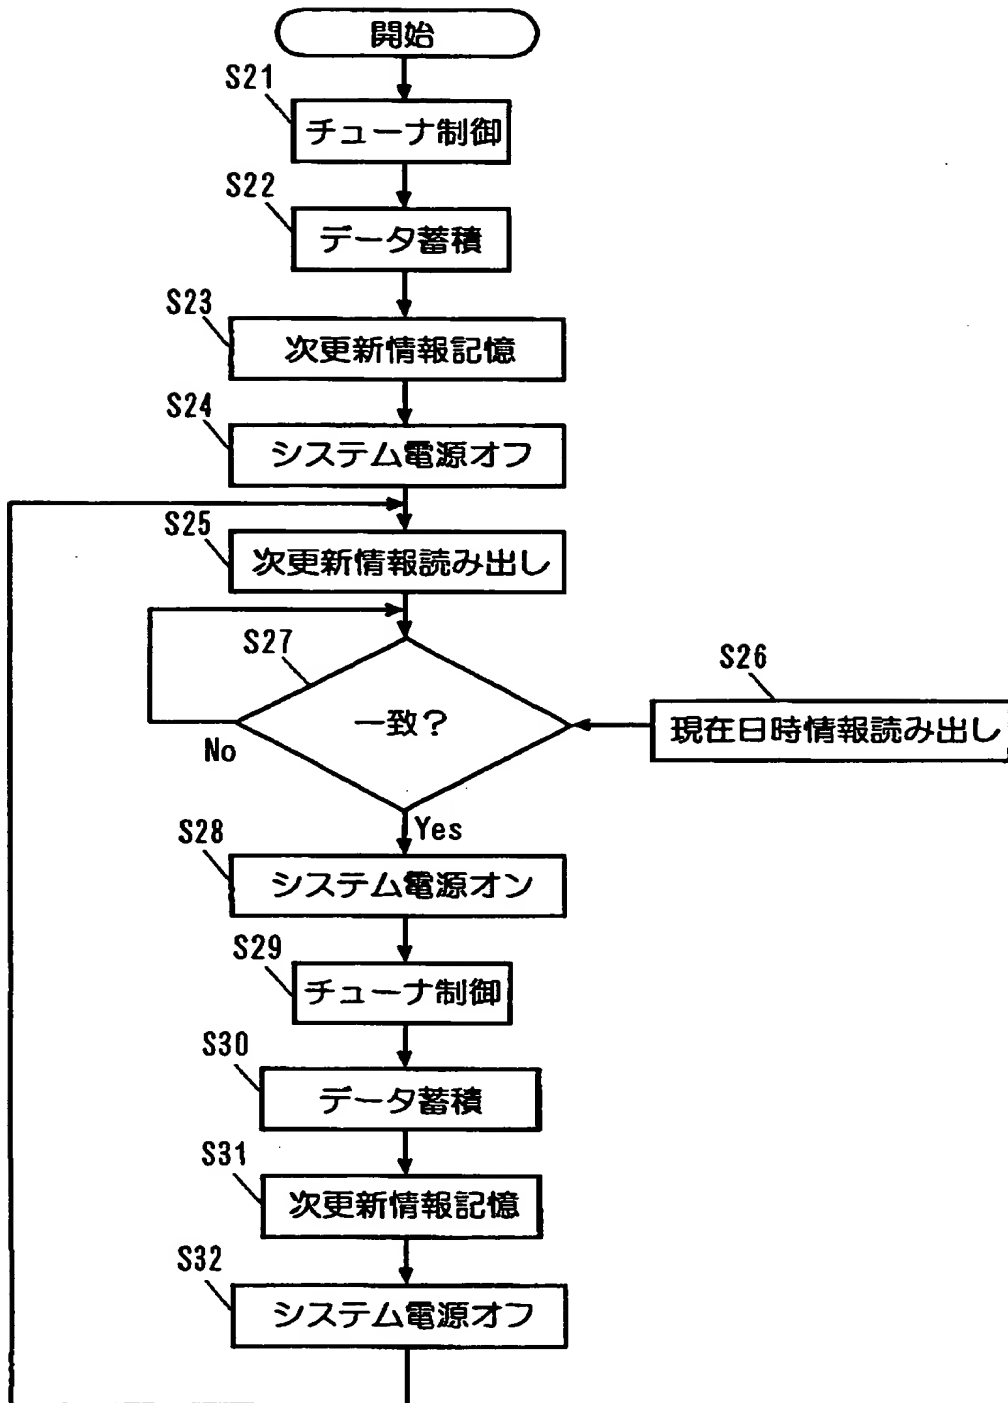 開始
S21
チューナ制御
S22
データ蓄積
S23
次更新情報記憶
S24
システム電源オフ
S25
次更新情報読み出し
S27
一致?
No
S26
現在日時情報読み出し
Yes
S28
システム電源オン
S29
チューナ制御
S30
データ蓄積
S31
次更新情報記憶
S32
システム電源オフ